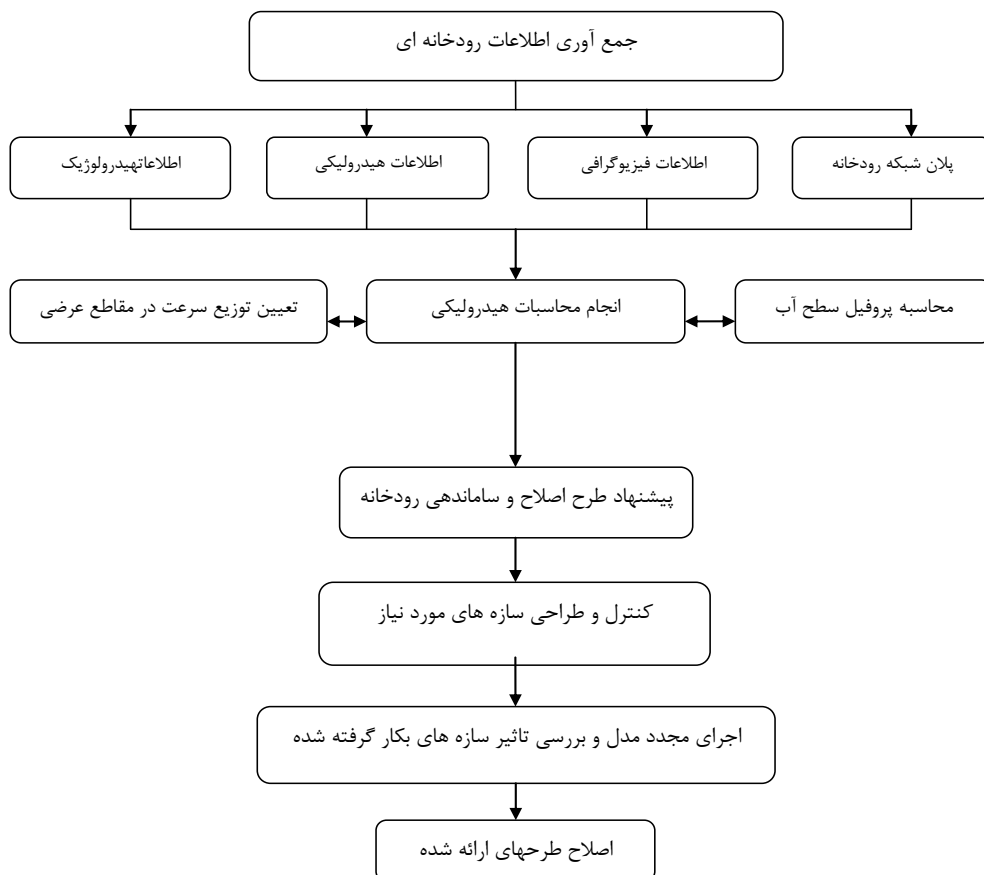 جمع آوری اطلاعات رودخانه ای
پلان شبکه رودخانه
اطلاعات فیزیوگرافی
اطلاعات هیدرولیکی
اطلاعاتهیدرولوژیک
محاسبه پروفیل سطح آب
انجام محاسبات هیدرولیکی
تعیین توزیع سرعت در مقاطع عرضی
پیشنهاد طرح اصلاح و ساماندهی رودخانه
کنترل و طراحی سازه های مورد نیاز
اجرای مجدد مدل و بررسی تاثیر سازه های بکار گرفته شده
اصلاح طرحهای ارائه شده